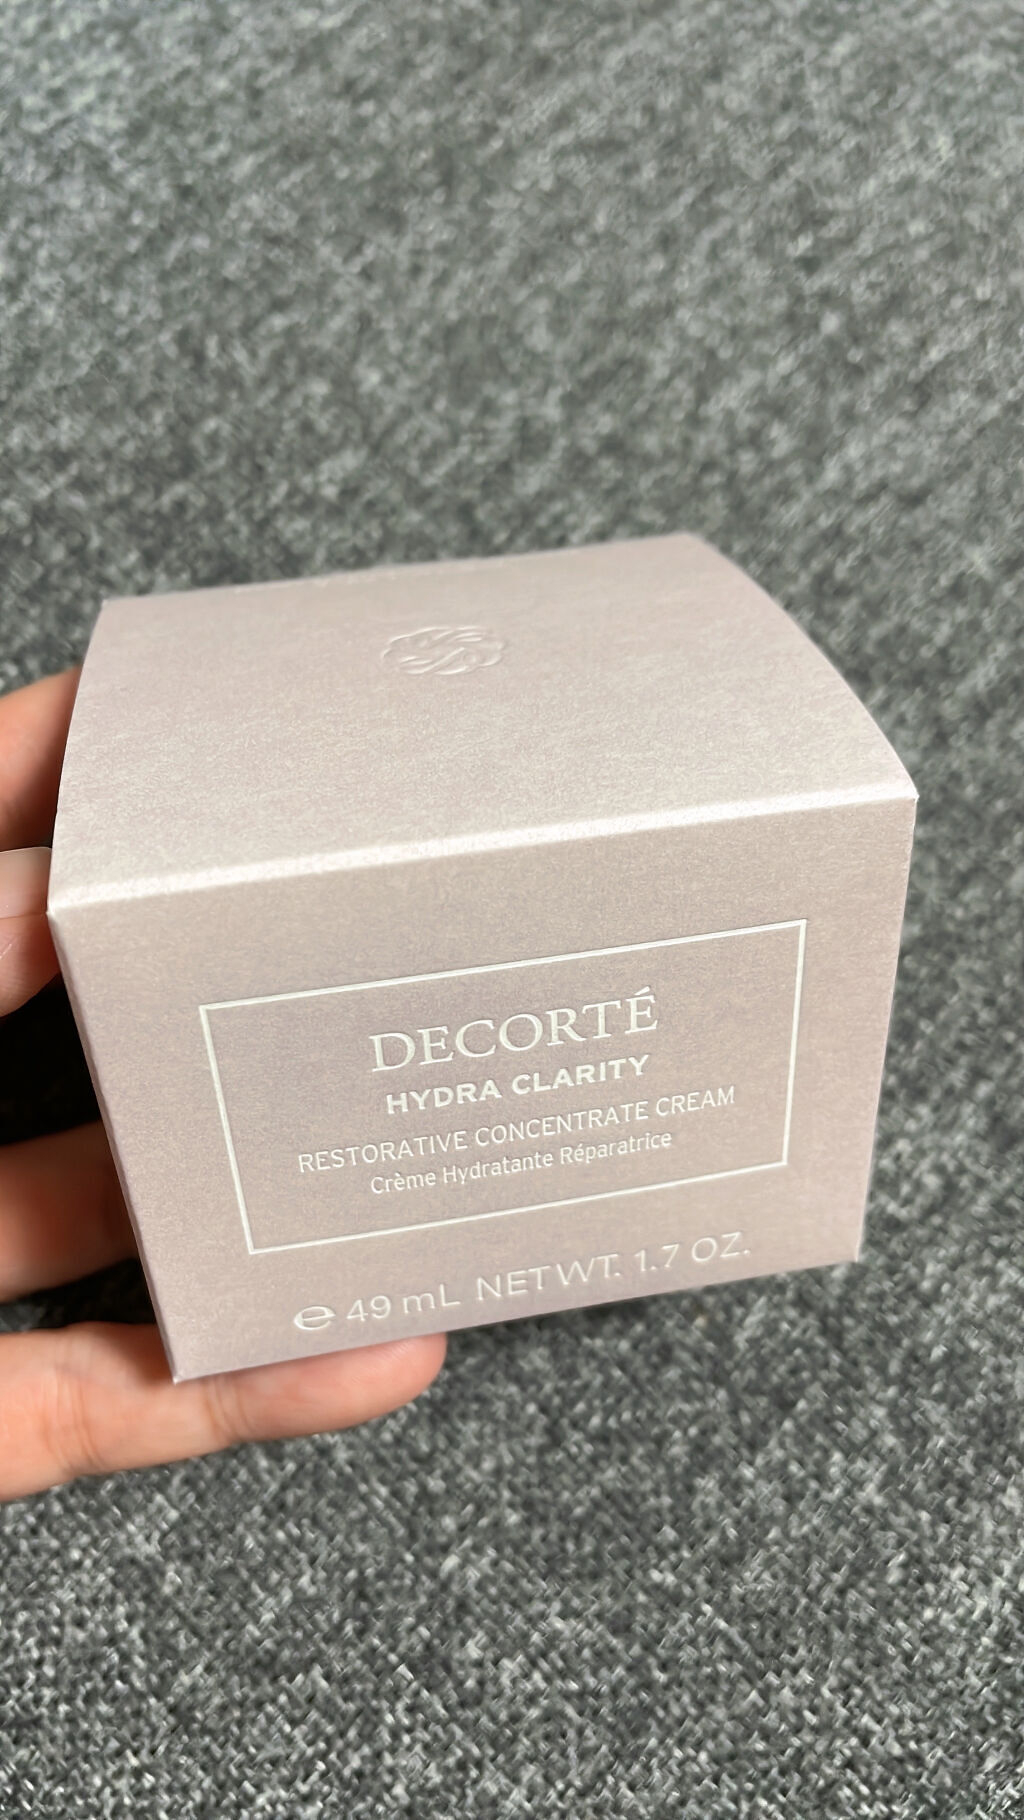 DECORTÉ
HYDRA CLARITY
RESTORATIVE CONCENTRATE CREAM
Crème Hydratante Réparatrice
℮ 49 mL NET WT. 1.7 OZ.